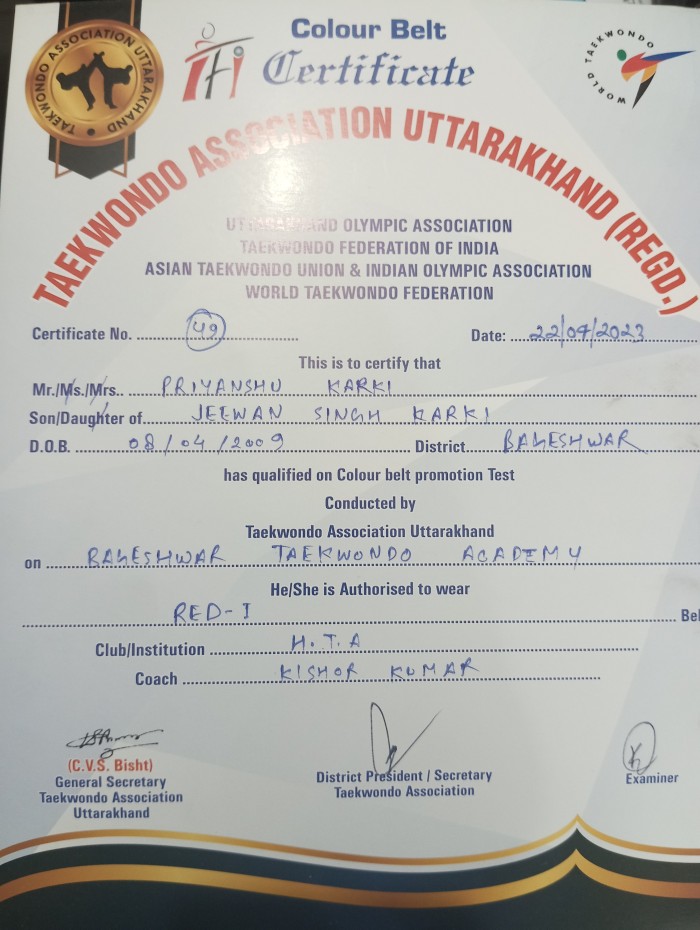 TAEKWONDO ASSOCIATION UTTARAKHAND
Colour Belt
Certificate
WORLD TAEKWONDO
TAEKWONDO ASSOCIATION UTTARAKHAND (REGD.)
UTTARAKHAND OLYMPIC ASSOCIATION
TAEKWONDO FEDERATION OF INDIA
ASIAN TAEKWONDO UNION & INDIAN OLYMPIC ASSOCIATION
WORLD TAEKWONDO FEDERATION
Certificate No. 49 Date: 22/07/2023
This is to certify that
Mr./Ms./Mrs.. PRIYANSHU KARKI
Son/Daughter of JEEWAN SINGH KARKI
D.O.B. 08/04/2009 District BAGESHWAR
has qualified on Colour belt promotion Test
Conducted by
Taekwondo Association Uttarakhand
on BAGESHWAR TAEKWONDO ACADEMY
He/She is Authorised to wear
RED-I Bel
Club/Institution H.T.A
Coach KISHOR KUMAR
(C.V.S. Bisht)
General Secretary
Taekwondo Association
Uttarakhand
District President / Secretary
Taekwondo Association
Examiner